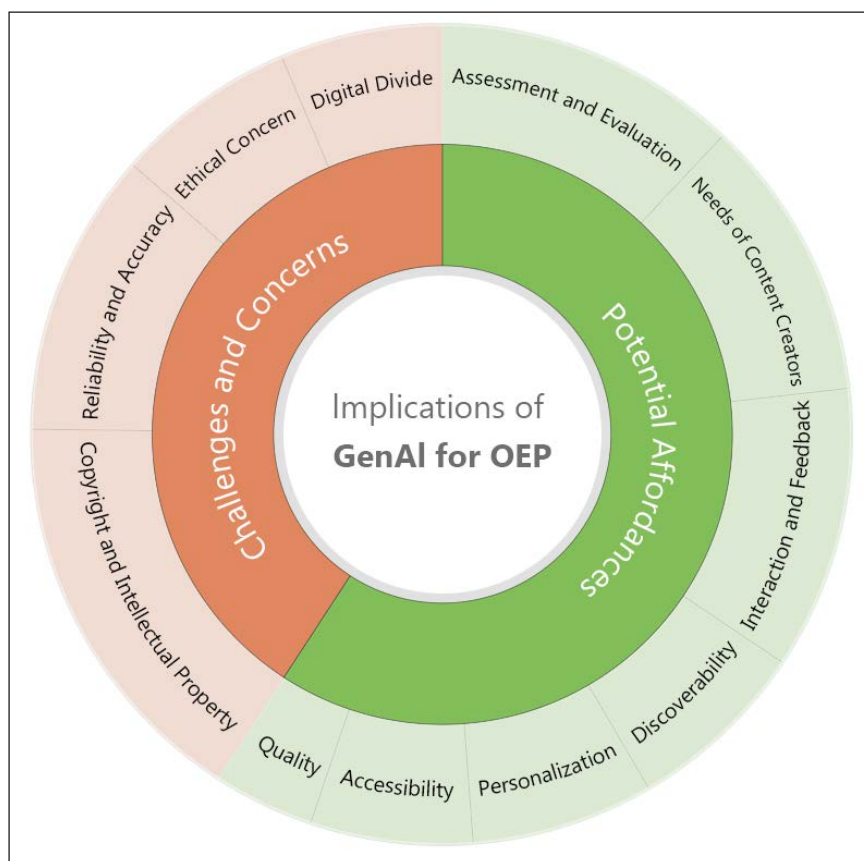 Implications of
GenAI for OEP
Potential Affordances
Assessment and Evaluation
Needs of Content Creators
Interaction and Feedback
Discoverability
Personalization
Accessibility
Quality
Challenges and Concerns
Copyright and Intellectual Property
Reliability and Accuracy
Ethical Concern
Digital Divide